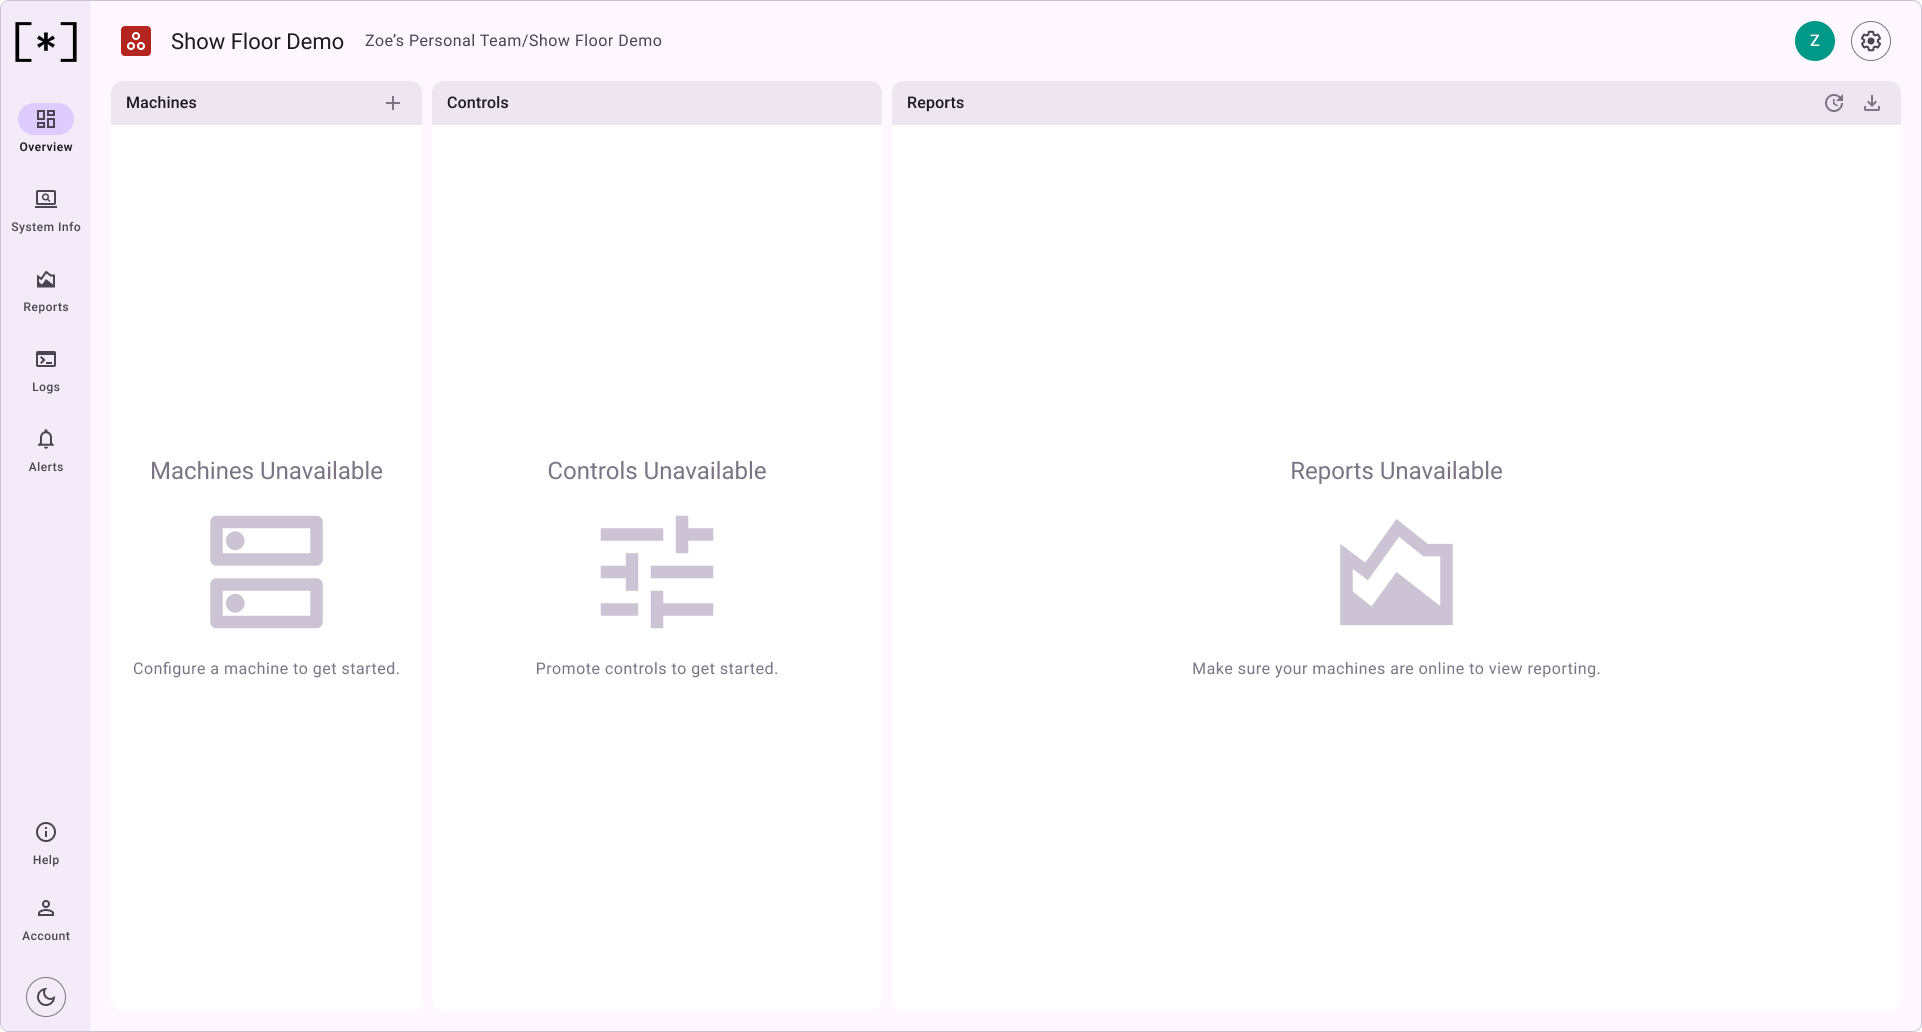 [*]
Show Floor Demo
Zoe’s Personal Team/Show Floor Demo
Z
Overview
System Info
Reports
Logs
Alerts
Help
Account
Machines
Machines Unavailable
Configure a machine to get started.
Controls
Controls Unavailable
Promote controls to get started.
Reports
Reports Unavailable
Make sure your machines are online to view reporting.